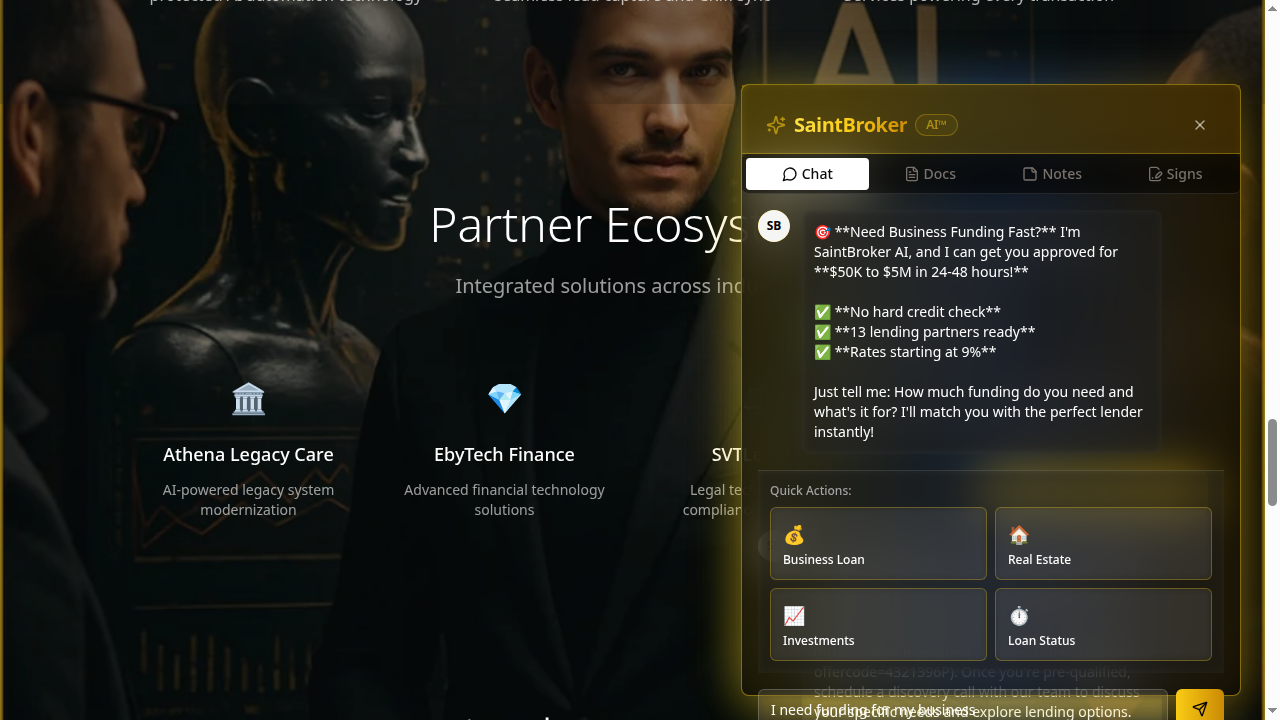 Partner Ecosys
Integrated solutions across ind
Athena Legacy Care
AI-powered legacy system
modernization
EbyTech Finance
Advanced financial technology
solutions
SVTL
Legal te
complian
AI
SaintBroker AI™
Chat
Docs
Notes
Signs
SB
🎯 **Need Business Funding Fast?** I'm
SaintBroker AI, and I can get you approved for
**$50K to $5M in 24-48 hours!**
✅ **No hard credit check**
✅ **13 lending partners ready**
✅ **Rates starting at 9%**
Just tell me: How much funding do you need and
what's it for? I'll match you with the perfect lender
instantly!
Quick Actions:
Business Loan
Real Estate
Investments
Loan Status
offercode=4321396P). Once you're pre-qualified,
schedule a discovery call with our team to discuss
your specific needs and explore lending options.
I need funding for my business